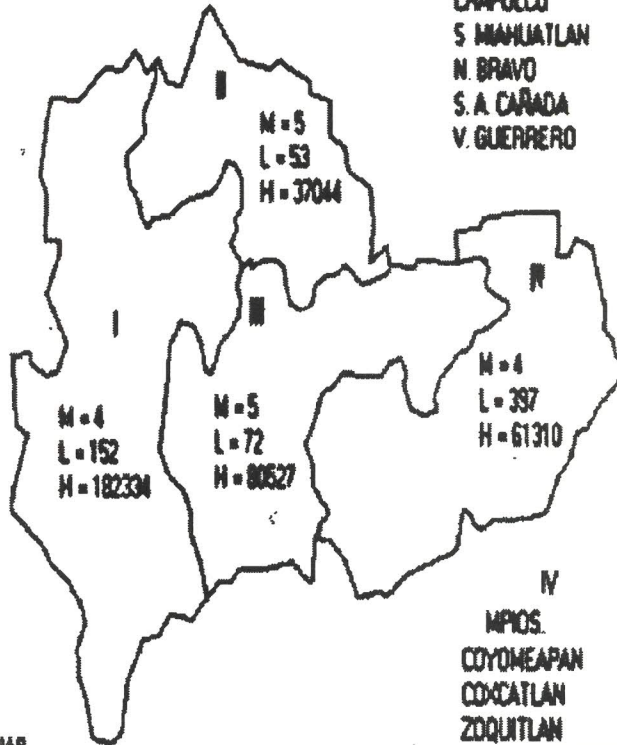 CHAPULCO
S. MIAHUATLAN
N. BRAVO
S. A. CAÑADA
V. GUERRERO
II
M = 5
L = 53
H = 37044
I
M = 4
L = 152
H = 182334
III
M = 5
L = 72
H = 80527
IV
M = 4
L = 397
H = 61310
IV
MPIOS.
COYOMEAPAN
COXCATLAN
ZOQUITLAN